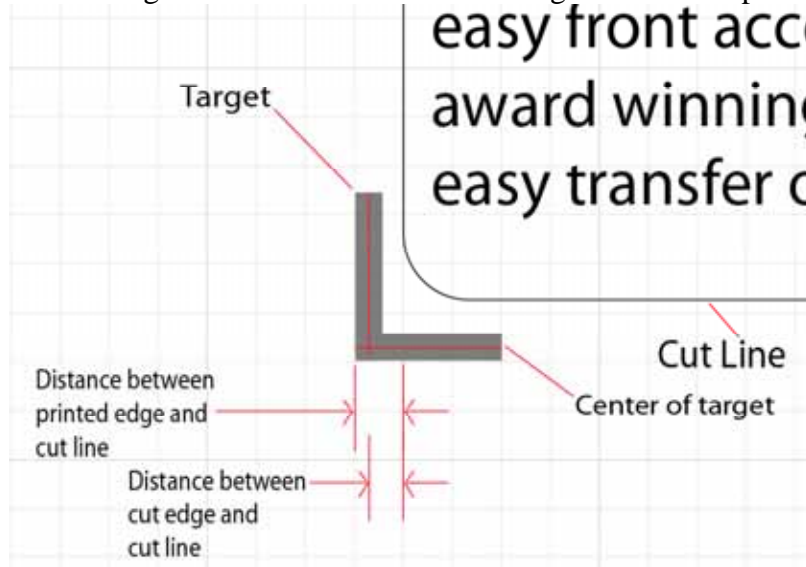 easy front acc
award winning
easy transfer
Target
Cut Line
Center of target
Distance between
printed edge and
cut line
Distance between
cut edge and
cut line